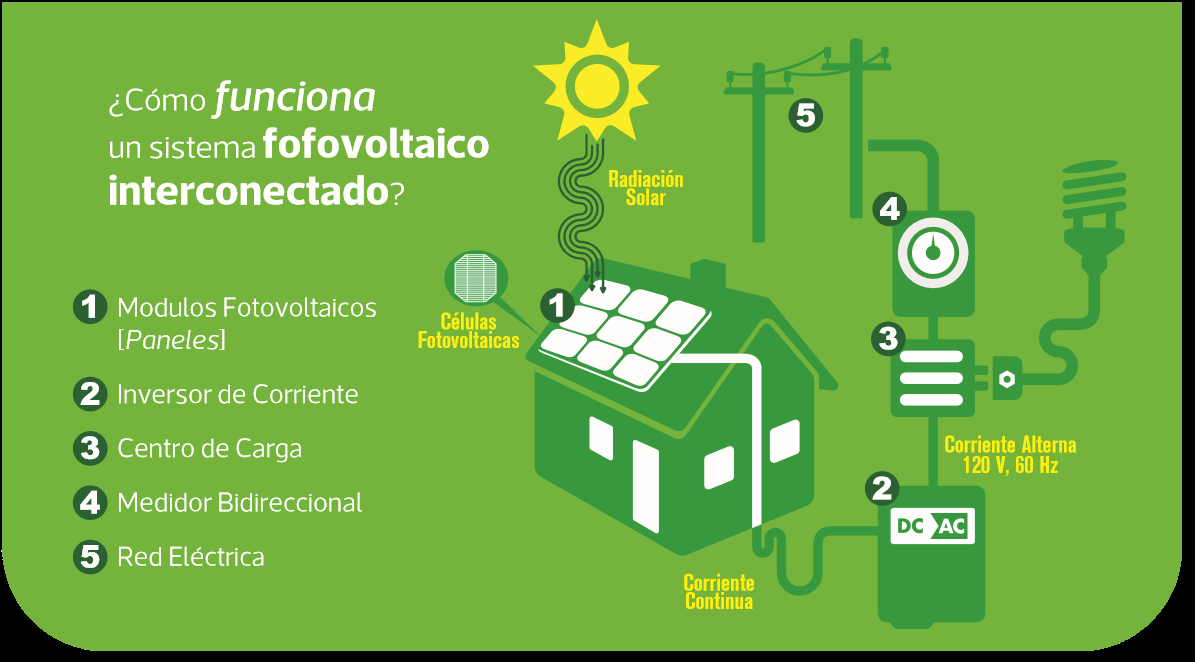 ¿Cómo funciona
un sistema fofovoltaico
interconectado?
1 Modulos Fotovoltaicos
[Paneles]
2 Inversor de Corriente
3 Centro de Carga
4 Medidor Bidireccional
5 Red Eléctrica
Radiación
Solar
Células
Fotovoltaicas
1
5
4
3
Corriente Alterna
120 V, 60 Hz
2
DC AC
Corriente
Continua